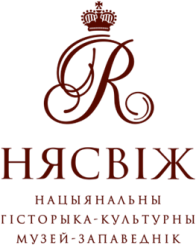 R
НЯСВІЖ
НАЦЫЯНАЛЬНЫ
ГІСТОРЫКА-КУЛЬТУРНЫ
МУЗЕЙ-ЗАПАВЕДНІК